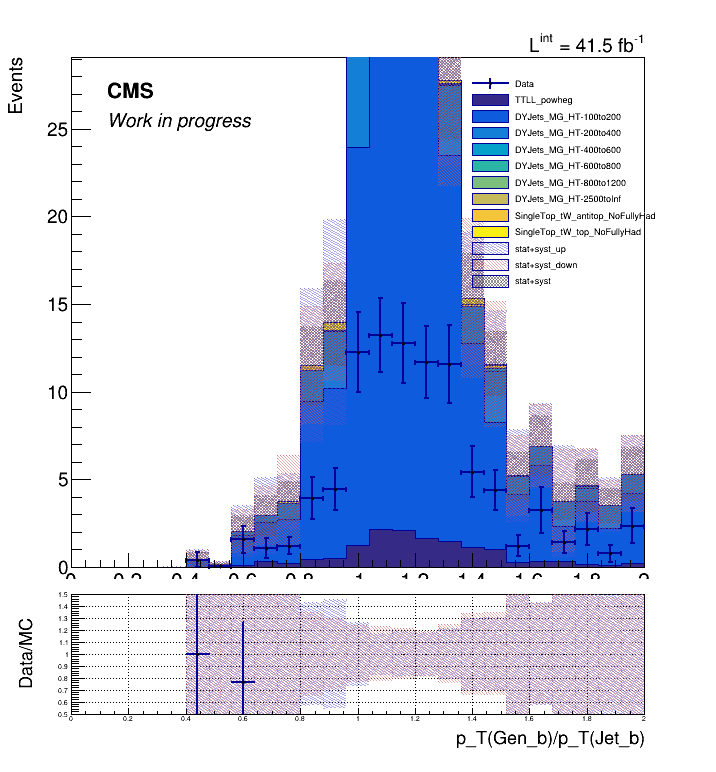 L^int = 41.5 fb^-1
Events
CMS
Work in progress
Data
TTLL_powheg
DYJets_MG_HT-100to200
DYJets_MG_HT-200to400
DYJets_MG_HT-400to600
DYJets_MG_HT-600to800
DYJets_MG_HT-800to1200
DYJets_MG_HT-2500toInf
SingleTop_tW_antitop_NoFullyHad
SingleTop_tW_top_NoFullyHad
stat+syst_up
stat+syst_down
stat+syst
25
20
15
10
5
0
0 0.2 0.4 0.6 0.8 1 1.2 1.4 1.6 1.8 2
Data/MC
1.5
1.4
1.3
1.2
1.1
1
0.9
0.8
0.7
0.6
0.5
0 0.2 0.4 0.6 0.8 1 1.2 1.4 1.6 1.8 2
p_T(Gen_b)/p_T(Jet_b)